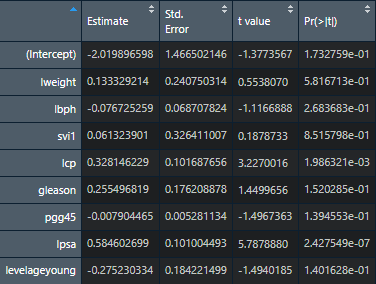 Estimate Std. Error t value Pr(>|t|)
(Intercept) -2.019896598 1.466502146 -1.3773567 1.732759e-01
lweight 0.133329214 0.240750314 0.5538070 5.816713e-01
lbph -0.076725259 0.068707824 -1.1166888 2.683683e-01
svi1 0.061323901 0.326411007 0.1878733 8.515798e-01
lcp 0.328146229 0.101687656 3.2270016 1.986321e-03
gleason 0.255496819 0.176208878 1.4499656 1.520285e-01
pgg45 -0.007904465 0.005281134 -1.4967363 1.394553e-01
lpsa 0.584602699 0.101004493 5.7878880 2.427549e-07
levelageyoung -0.275230334 0.184221499 -1.4940185 1.401628e-01